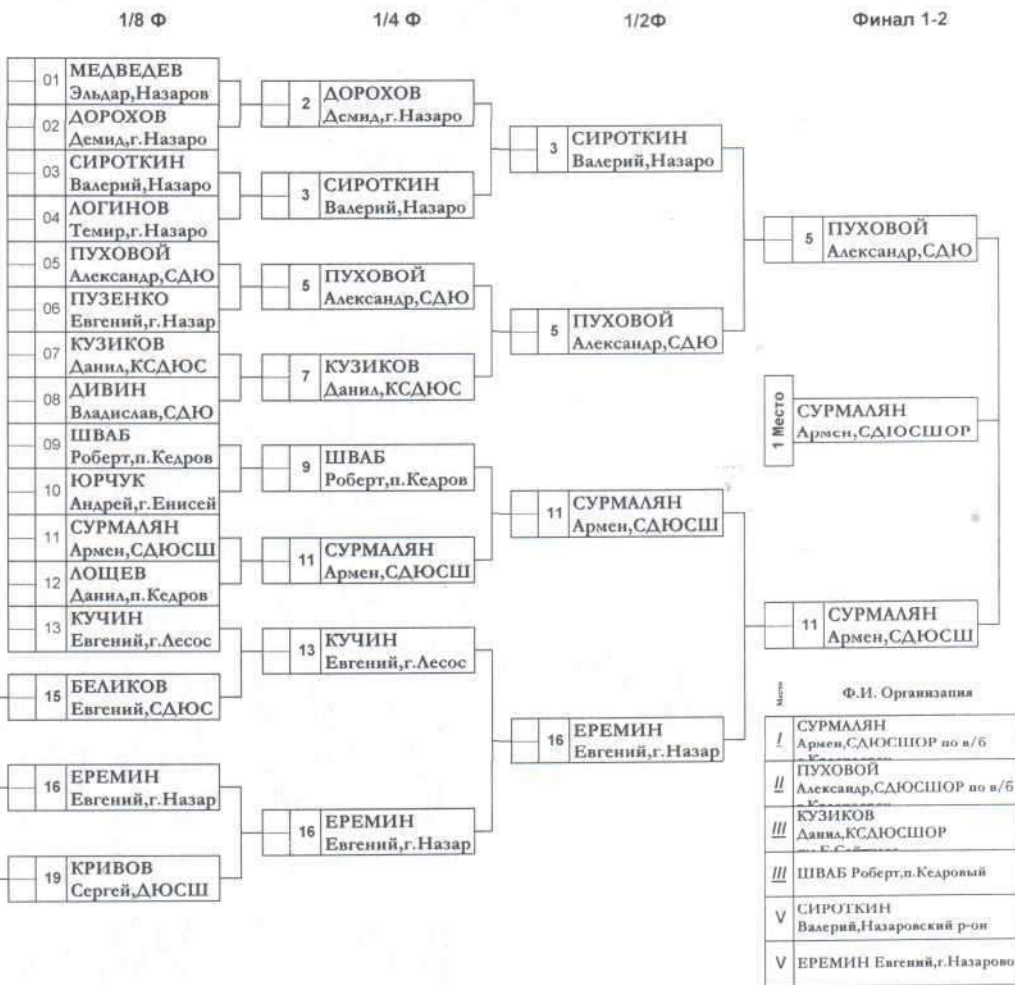 1/8 Ф
1/4 Ф
1/2Ф
Финал 1-2
01 МЕДВЕДЕВ
Эльдар,Назаров
02 ДОРОХОВ
Демид,г.Назаро
03 СИРОТКИН
Валерий,Назаро
04 ЛОГИНОВ
Темир,г.Назаро
05 ПУХОВОЙ
Александр,СДЮ
06 ПУЗЕНКО
Евгений,г.Назар
07 КУЗИКОВ
Данил,КСДЮС
08 ДИВИН
Владислав,СДЮ
09 ШВАБ
Роберт,п.Кедров
10 ЮРЧУК
Андрей,г.Енисей
11 СУРМАЛЯН
Армен,СДЮСШ
12 ЛОЩЕВ
Данил,п.Кедров
13 КУЧИН
Евгений,г.Лесос
15 БЕЛИКОВ
Евгений,СДЮС
16 ЕРЕМИН
Евгений,г.Назар
19 КРИВОВ
Сергей,ДЮСШ
2 ДОРОХОВ
Демид,г.Назаро
3 СИРОТКИН
Валерий,Назаро
5 ПУХОВОЙ
Александр,СДЮ
7 КУЗИКОВ
Данил,КСДЮС
9 ШВАБ
Роберт,п.Кедров
11 СУРМАЛЯН
Армен,СДЮСШ
13 КУЧИН
Евгений,г.Лесос
16 ЕРЕМИН
Евгений,г.Назар
3 СИРОТКИН
Валерий,Назаро
5 ПУХОВОЙ
Александр,СДЮ
11 СУРМАЛЯН
Армен,СДЮСШ
16 ЕРЕМИН
Евгений,г.Назар
5 ПУХОВОЙ
Александр,СДЮ
1 Место
СУРМАЛЯН
Армен,СДЮСШОР
11 СУРМАЛЯН
Армен,СДЮСШ
Место
Ф.И. Организация
I СУРМАЛЯН
Армен,СДЮСШОР по в/б
II ПУХОВОЙ
Александр,СДЮСШОР по в/б
III КУЗИКОВ
Данил,КСДЮСШОР
III ШВАБ Роберт,п.Кедровый
V СИРОТКИН
Валерий,Назаровский р-он
V ЕРЕМИН Евгений,г.Назарово